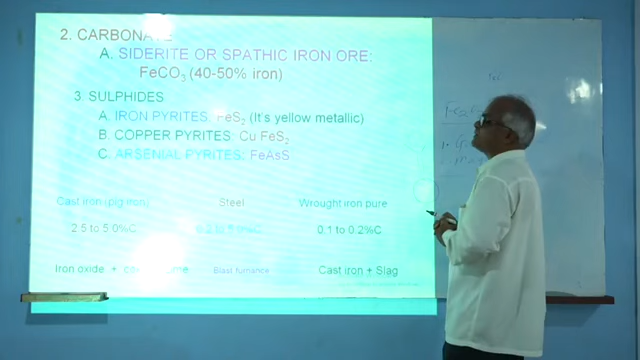 2. CARBONATE
A. SIDERITE OR SPATHIC IRON ORE:
FeCO3 (40-50% iron)
3. SULPHIDES
A. IRON PYRITES: FeS2 (It's yellow metallic)
B. COPPER PYRITES: Cu FeS2
C. ARSENIAL PYRITES: FeAsS
Cast iron (pig iron) Steel Wrought iron pure
2.5 to 5.0%C 0.1 to 0.2%C
Iron oxide + Blast furnance Cast iron + Slag